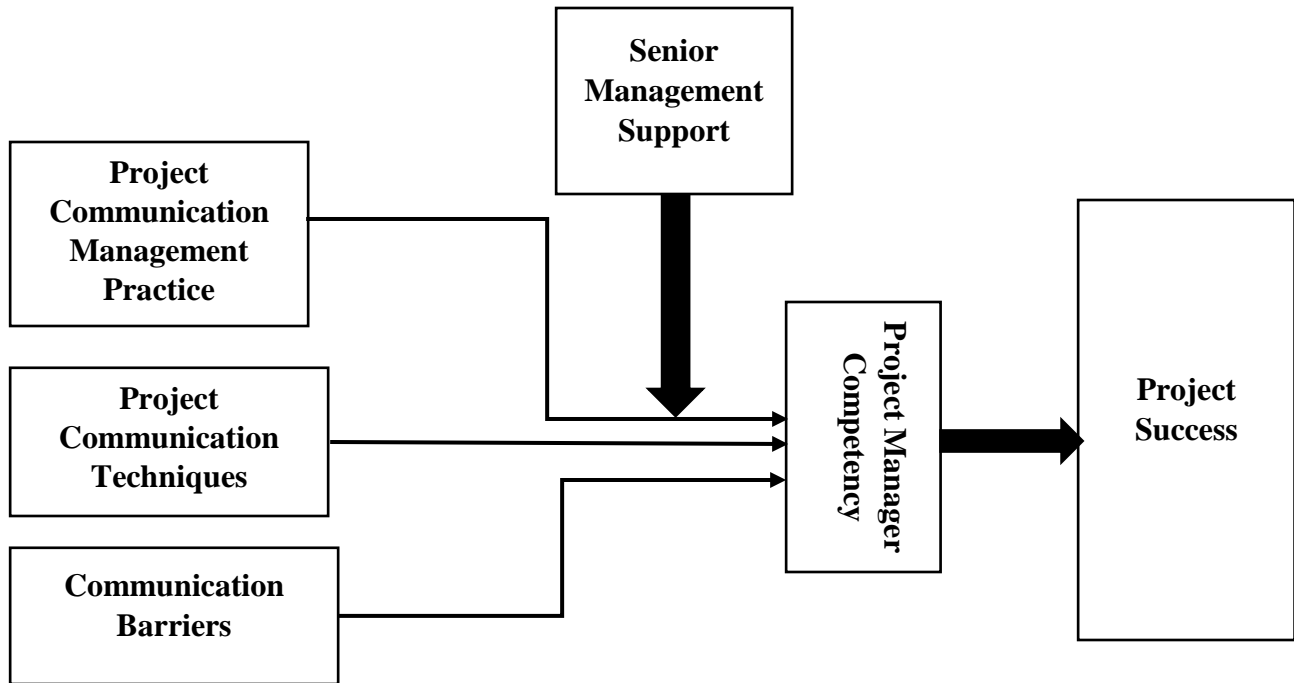 Senior
Management
Support
Project
Communication
Management
Practice
Project
Communication
Techniques
Communication
Barriers
Project Manager
Competency
Project
Success